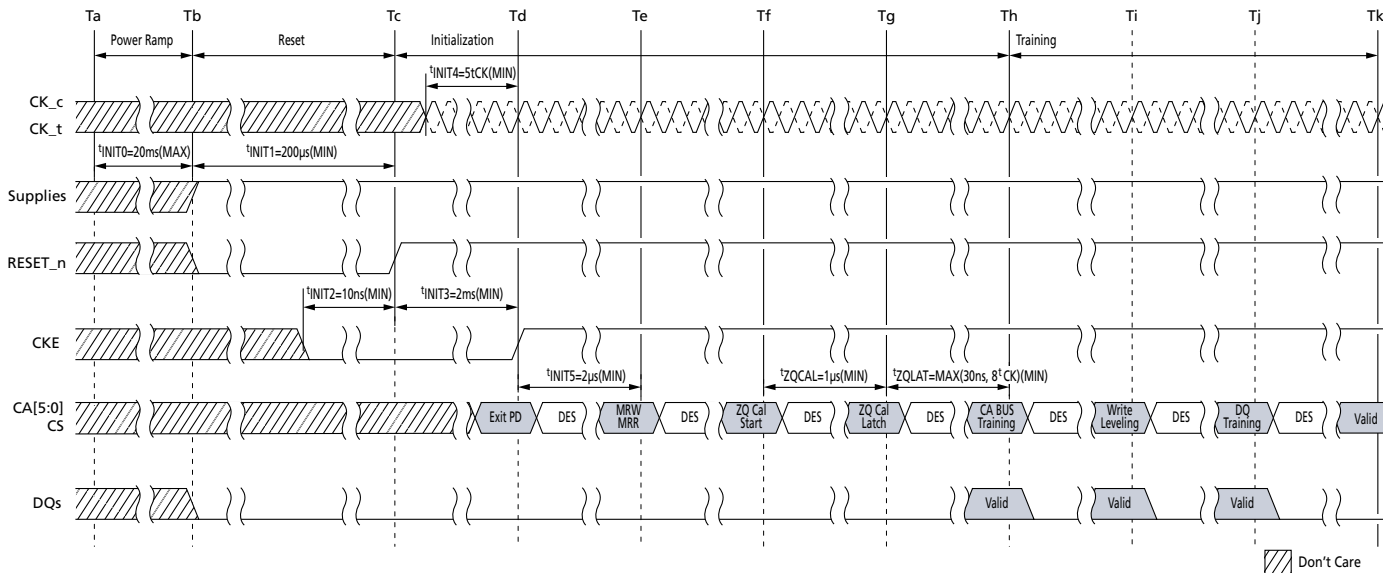 Ta Tb Tc Td Te Tf Tg Th Ti Tj Tk
Power Ramp Reset Initialization Training
tINIT4=5tCK(MIN)
CK_c
CK_t
tINIT0=20ms(MAX) tINIT1=200µs(MIN)
Supplies
RESET_n
tINIT2=10ns(MIN) tINIT3=2ms(MIN)
CKE
tINIT5=2µs(MIN) tZQCAL=1µs(MIN) tZQLAT=MAX(30ns, 8tCK)(MIN)
CA[5:0]
CS
Exit PD DES MRW MRR DES ZQ Cal Start DES ZQ Cal Latch DES CA BUS Training DES Write Leveling DES DQ Training DES Valid
DQs Valid Valid Valid
Don't Care